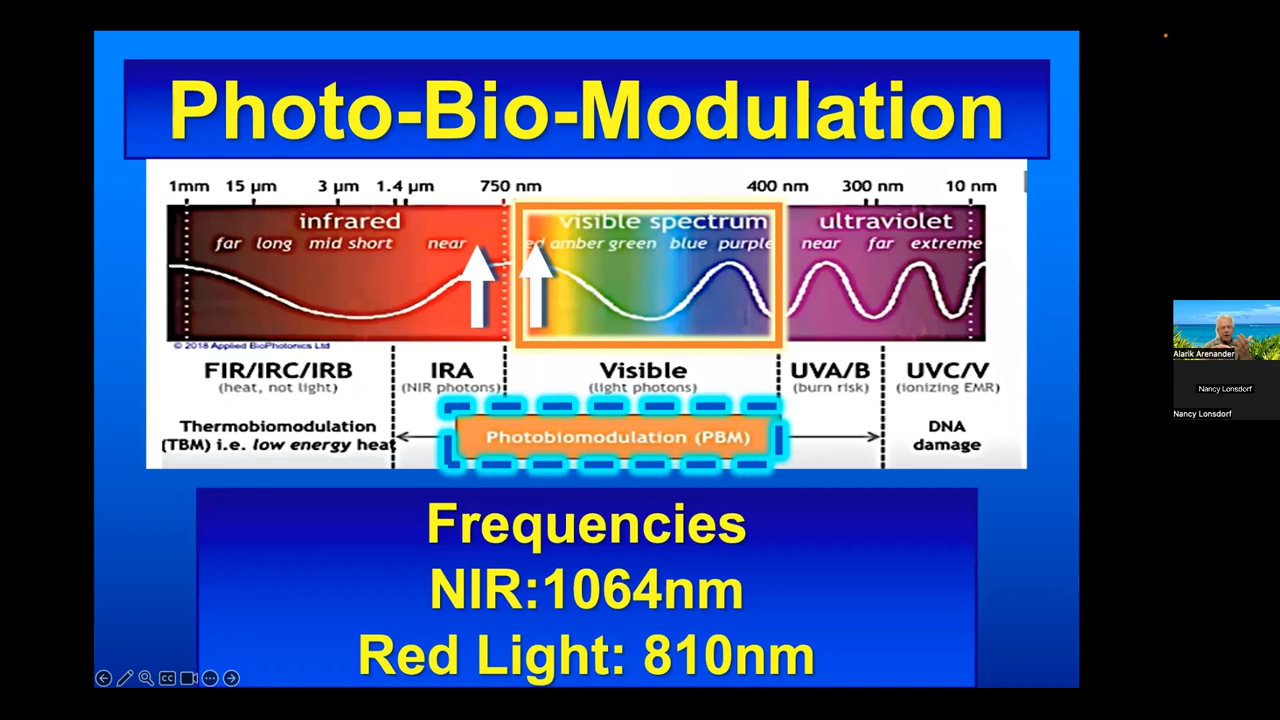 Photo-Bio-Modulation
1mm 15 µm 3 µm 1.4 µm 750 nm 400 nm 300 nm 10 nm
infrared visible spectrum ultraviolet
far long mid short near ed amber green blue purple near far extreme
© 2018 Applied BioPhotonics Ltd
FIR/IRC/IRB IRA Visible UVA/B UVC/V
(heat, not light) (NIR photons) (light photons) (burn risk) (ionizing EMR)
Thermobiomodulation
(TBM) i.e. low energy heat
Photobiomodulation (PBM)
DNA
damage
Frequencies
NIR:1064nm
Red Light: 810nm
CC
Alarik Arenander
Nancy Lonsdorf
Nancy Lonsdorf